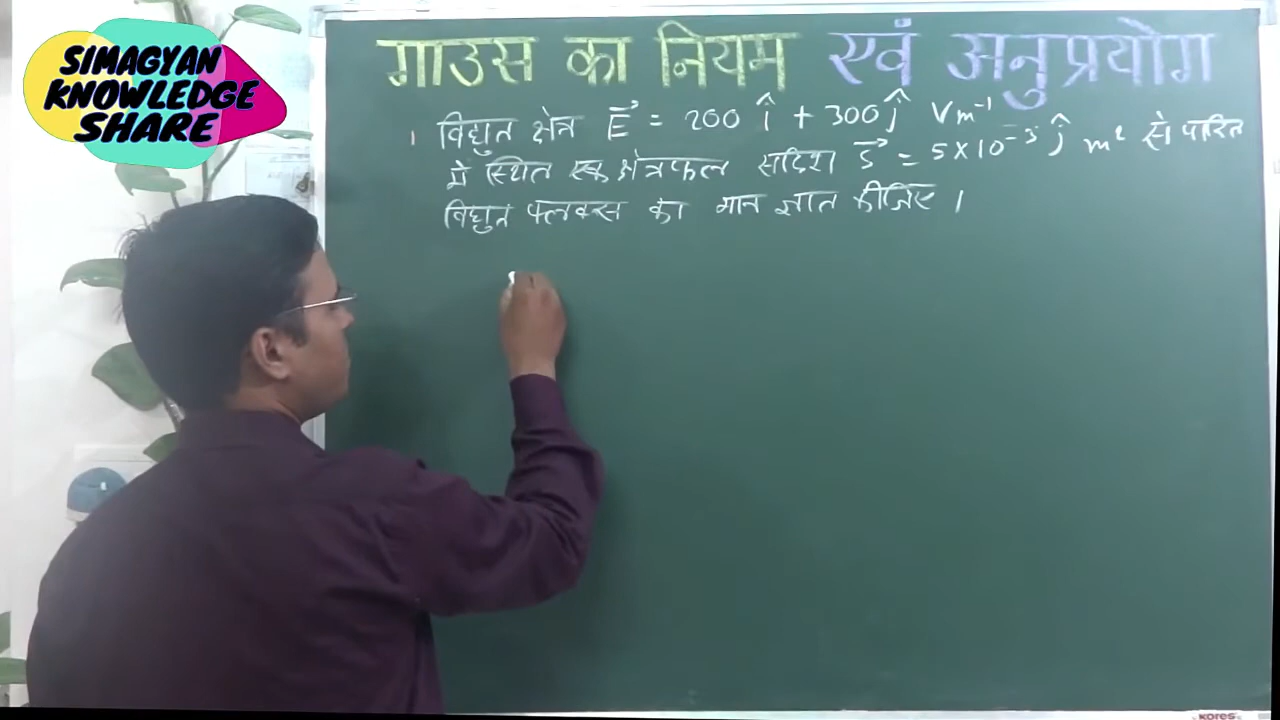 SIMAGYAN
KNOWLEDGE
SHARE
गाउस का नियम एवं अनुप्रयोग
1 विद्युत क्षेत्र E⃗ = 200 î + 300 ĵ Vm⁻¹
में स्थित एक क्षेत्रफल सदिश S⃗ = 5×10⁻³ ĵ m² से पारित
विद्युत फ्लक्स का मान ज्ञात कीजिए ।
KORES